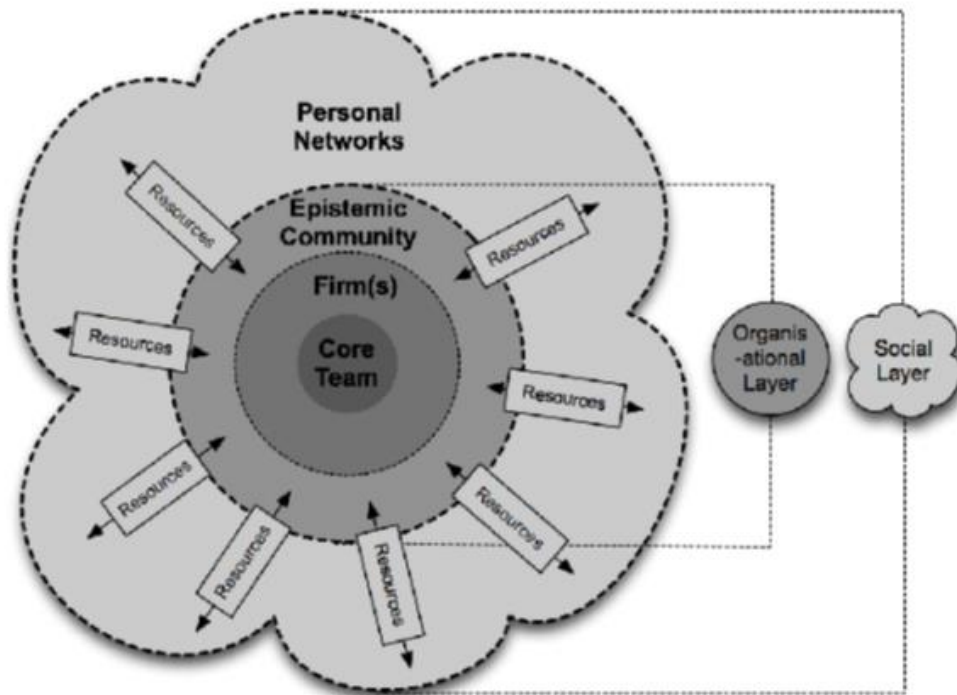 Personal
Networks
Resources
Epistemic
Community
Resources
Firm(s)
Resources
Core
Team
Resources
Resources
Resources
Resources
Resources
Organis
-ational
Layer
Social
Layer